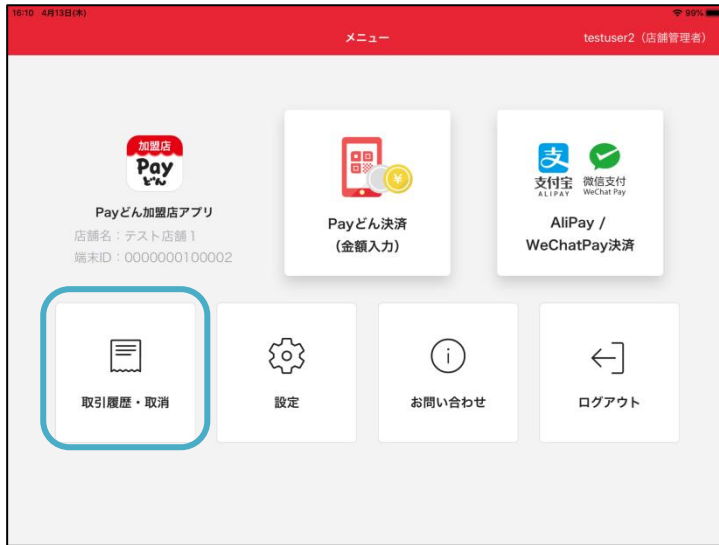 16:10 4月13日(木)
99%
メニュー
testuser2（店舗管理者）
加盟店
Pay
どん
Payどん加盟店アプリ
店舗名：テスト店舗１
端末ID：0000000100002
¥
Payどん決済
（金額入力）
支
支付宝
ALIPAY
微信支付
WeChat Pay
AliPay /
WeChatPay決済
取引履歴・取消
設定
お問い合わせ
ログアウト